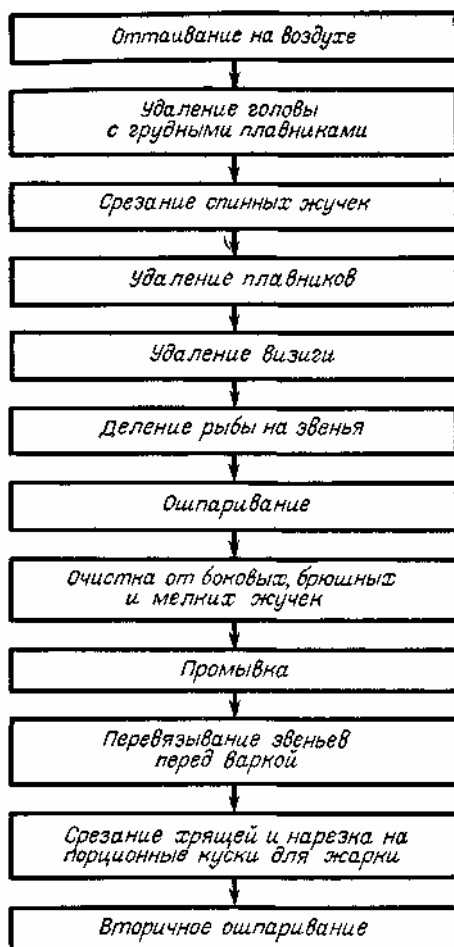 Оттаивание на воздухе
Удаление головы
с грудными плавниками
Срезание спинных жучек
Удаление плавников
Удаление визиги
Деление рыбы на звенья
Ошпаривание
Очистка от боковых, брюшных
и мелких жучек
Промывка
Перевязывание звеньев
перед варкой
Срезание хрящей и нарезка на
порционные куски для жарки
Вторичное ошпаривание